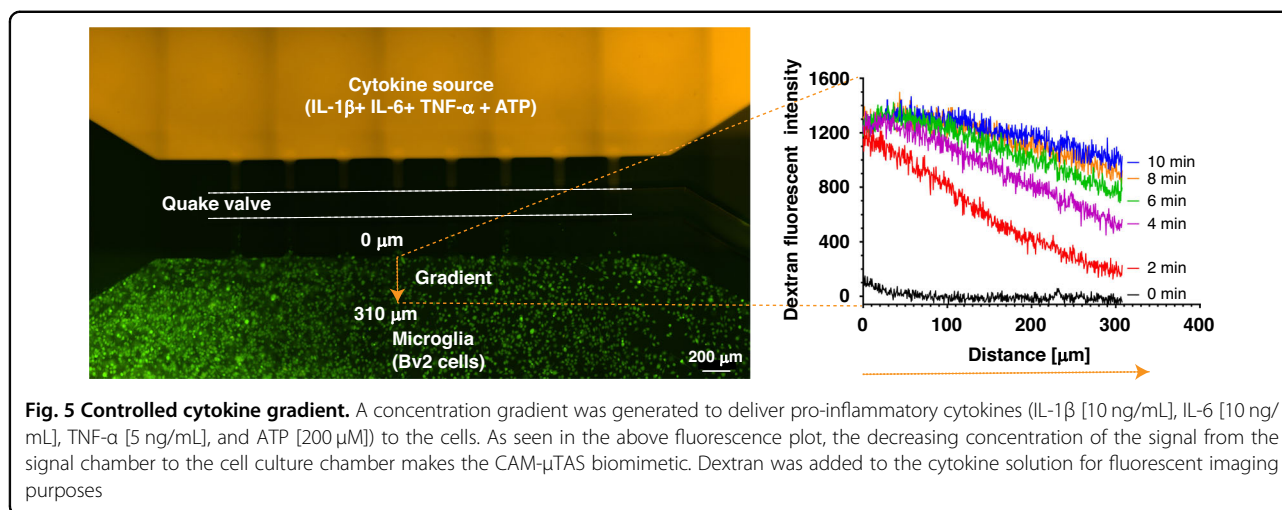 Cytokine source
(IL-1β+ IL-6+ TNF-α + ATP)
Quake valve
0 µm
Gradient
310 µm
Microglia
(Bv2 cells)
200 µm
Dextran fluorescent intensity
1600
1200
800
400
0
10 min
8 min
6 min
4 min
2 min
0 min
0 100 200 300 400
Distance [µm]
Fig. 5 Controlled cytokine gradient. A concentration gradient was generated to deliver pro-inflammatory cytokines (IL-1β [10 ng/mL], IL-6 [10 ng/
mL], TNF-α [5 ng/mL], and ATP [200 µM]) to the cells. As seen in the above fluorescence plot, the decreasing concentration of the signal from the
signal chamber to the cell culture chamber makes the CAM-µTAS biomimetic. Dextran was added to the cytokine solution for fluorescent imaging
purposes